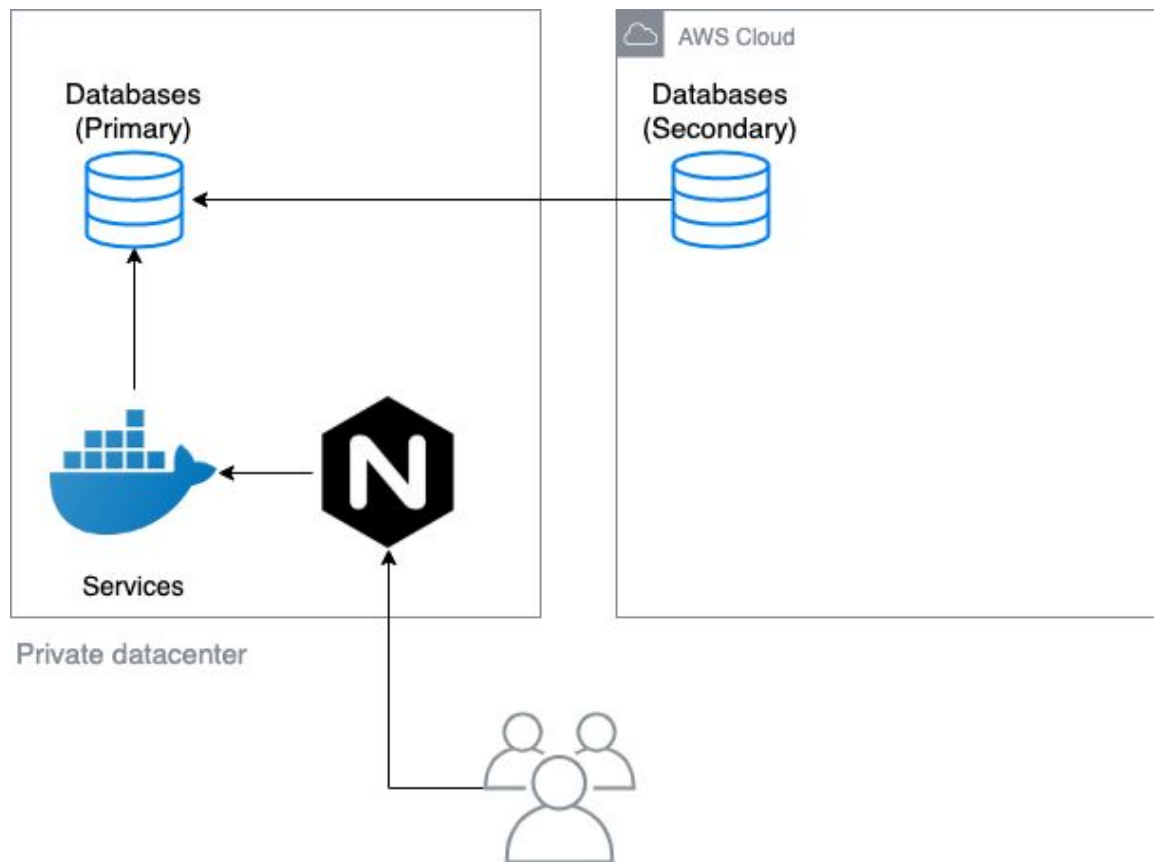 AWS Cloud
Databases
(Primary)
Databases
(Secondary)
N
Services
Private datacenter